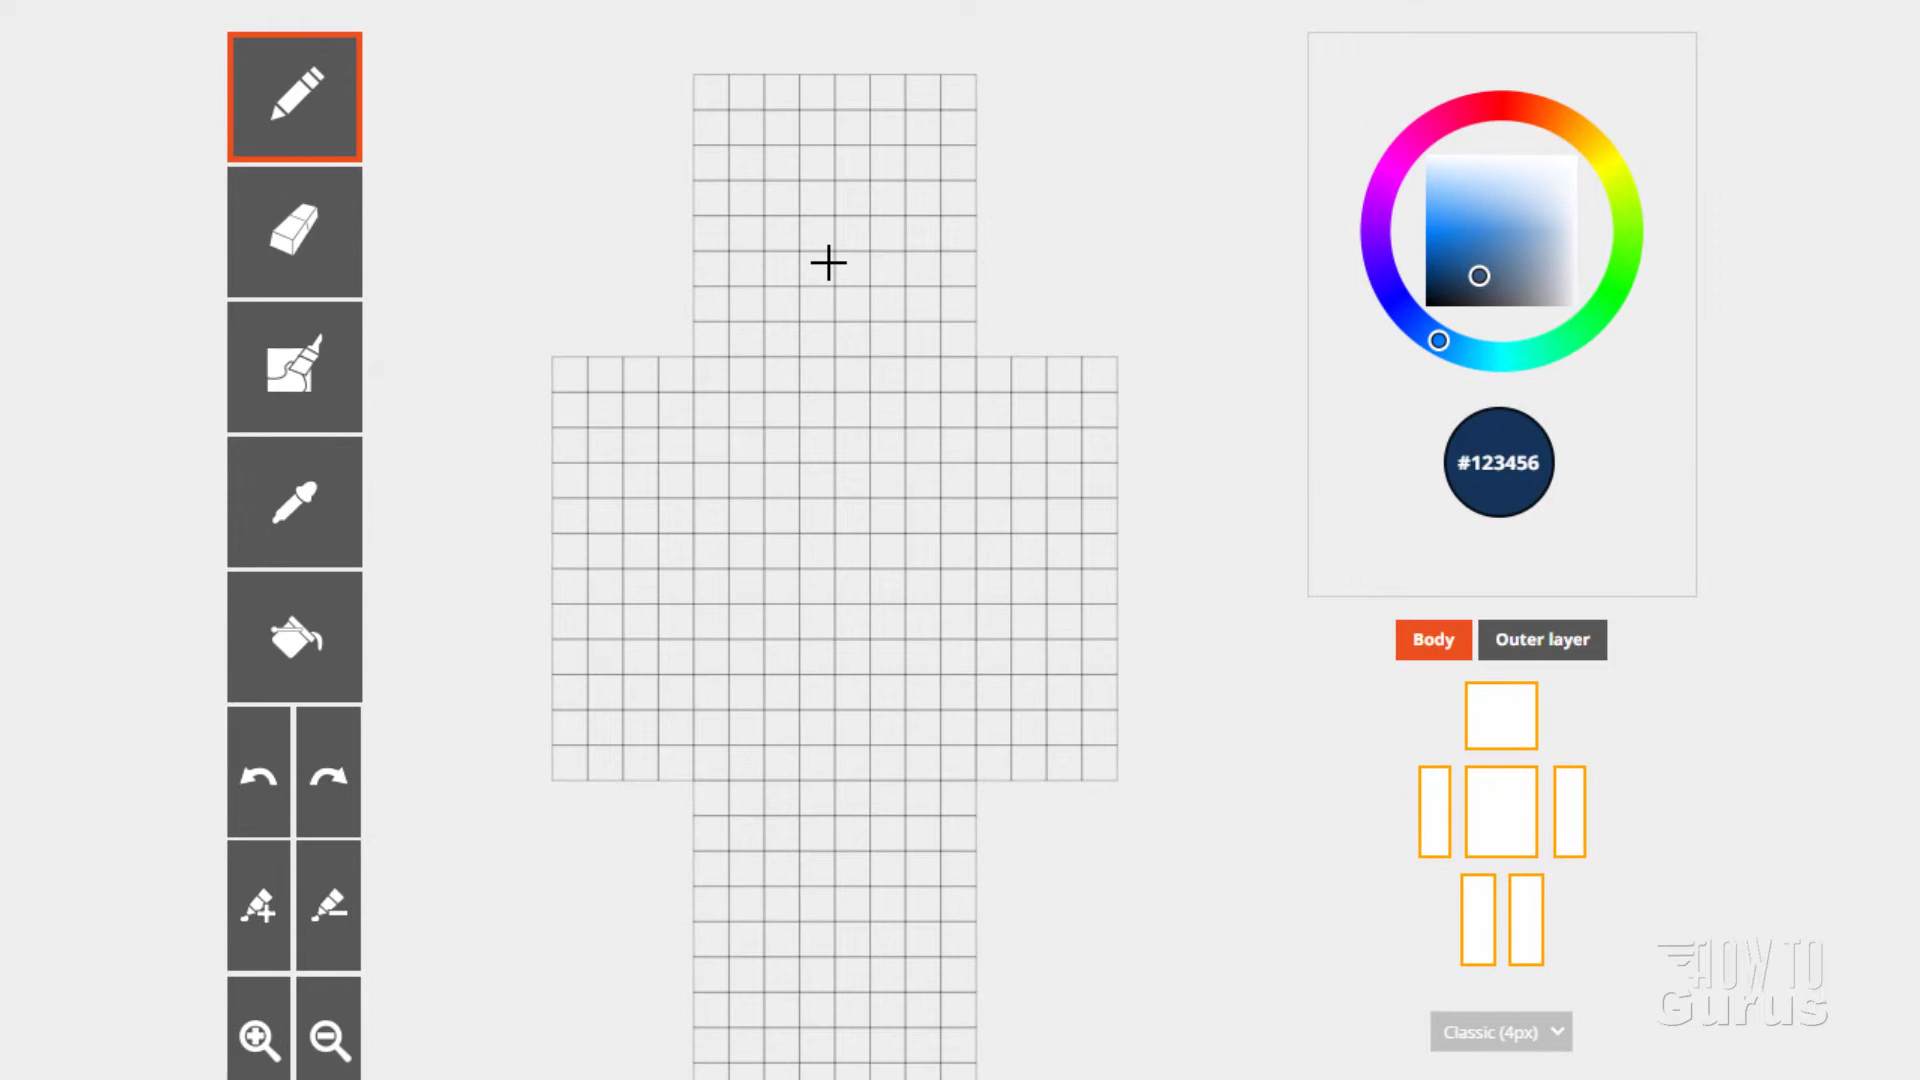 #123456
Body
Outer layer
HOW TO
Gurus
Classic (4px)